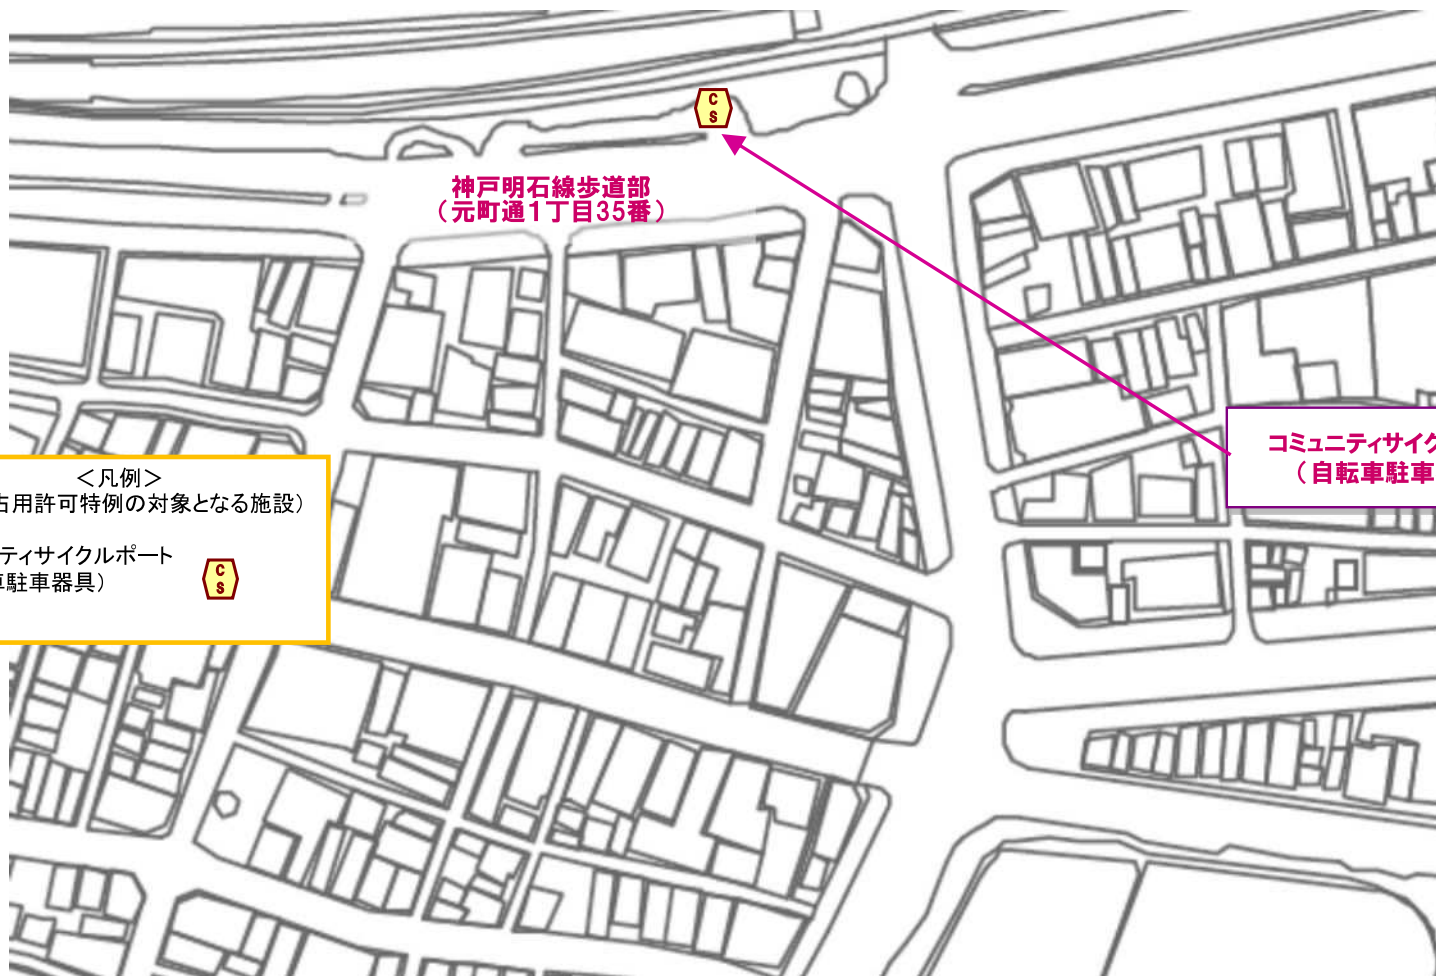 C
S
神戸明石線歩道部
（元町通1丁目35番）
コミュニティサイク
（自転車駐車
＜凡例＞
占用許可特例の対象となる施設）
ティサイクルポート
駐車器具）
C
S